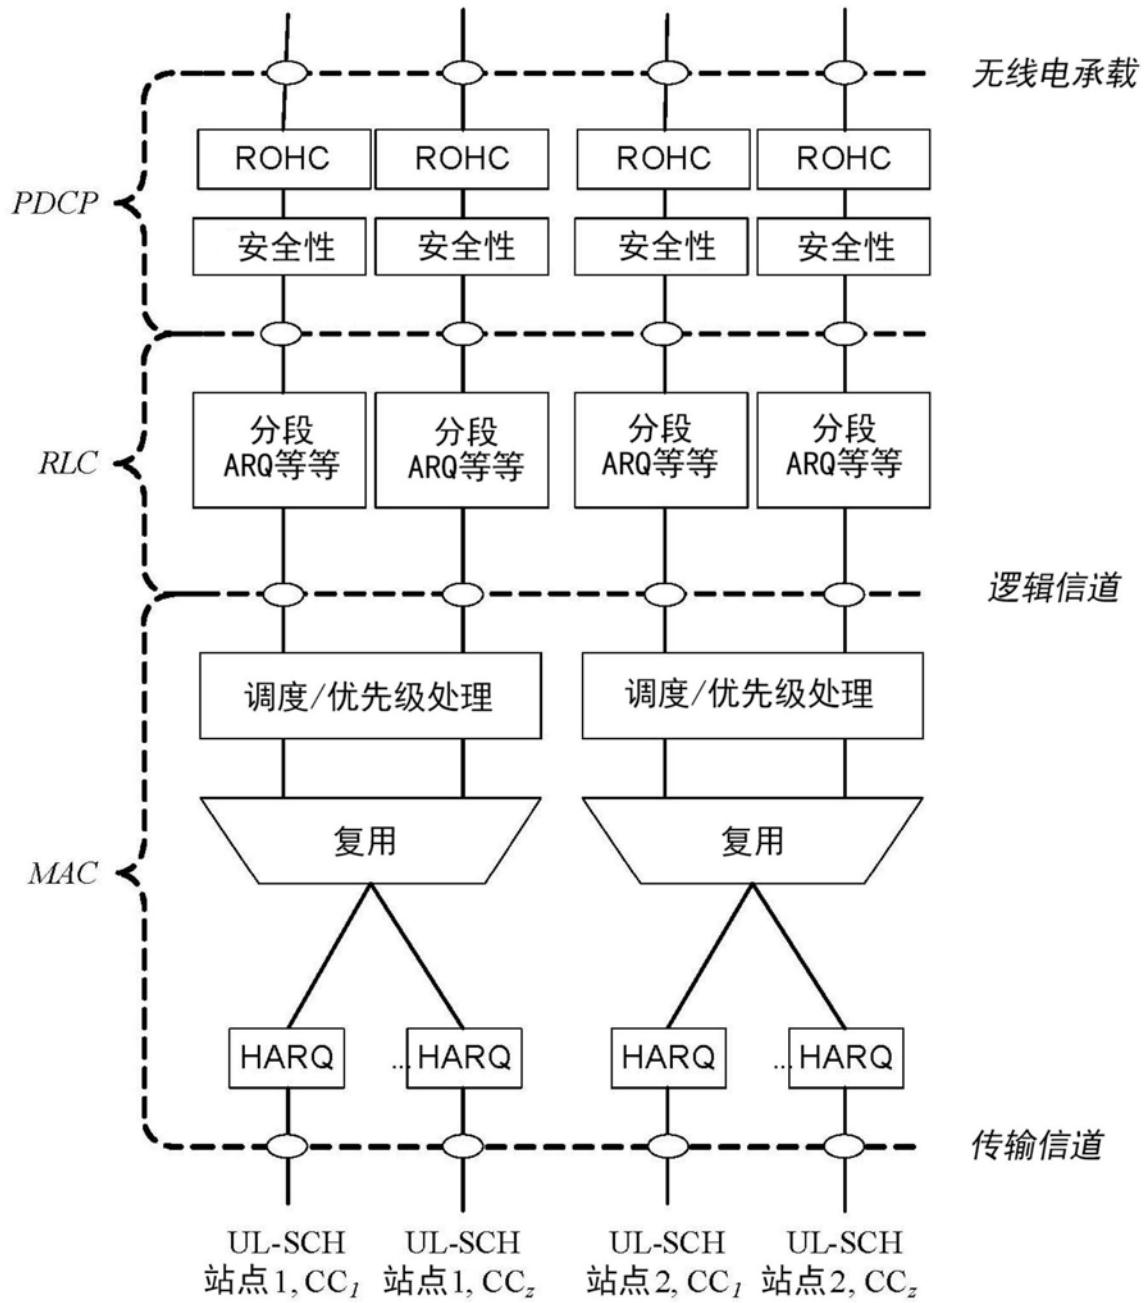 无线电承载
ROHC ROHC ROHC ROHC
PDCP
安全性 安全性 安全性 安全性
分段 分段 分段 分段
RLC
ARQ等等 ARQ等等 ARQ等等 ARQ等等
逻辑信道
调度/优先级处理 调度/优先级处理
复用 复用
MAC
HARQ ...HARQ HARQ ...HARQ
传输信道
UL-SCH UL-SCH UL-SCH UL-SCH
站点1, CC1 站点1, CCz 站点2, CC1 站点2, CCz